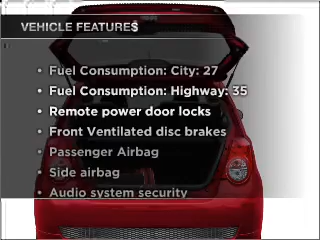 VEHICLE FEATURES
• Fuel Consumption: City: 27
• Fuel Consumption: Highway: 35
• Remote power door locks
• Front Ventilated disc brakes
• Passenger Airbag
• Side airbag
• Audio system security